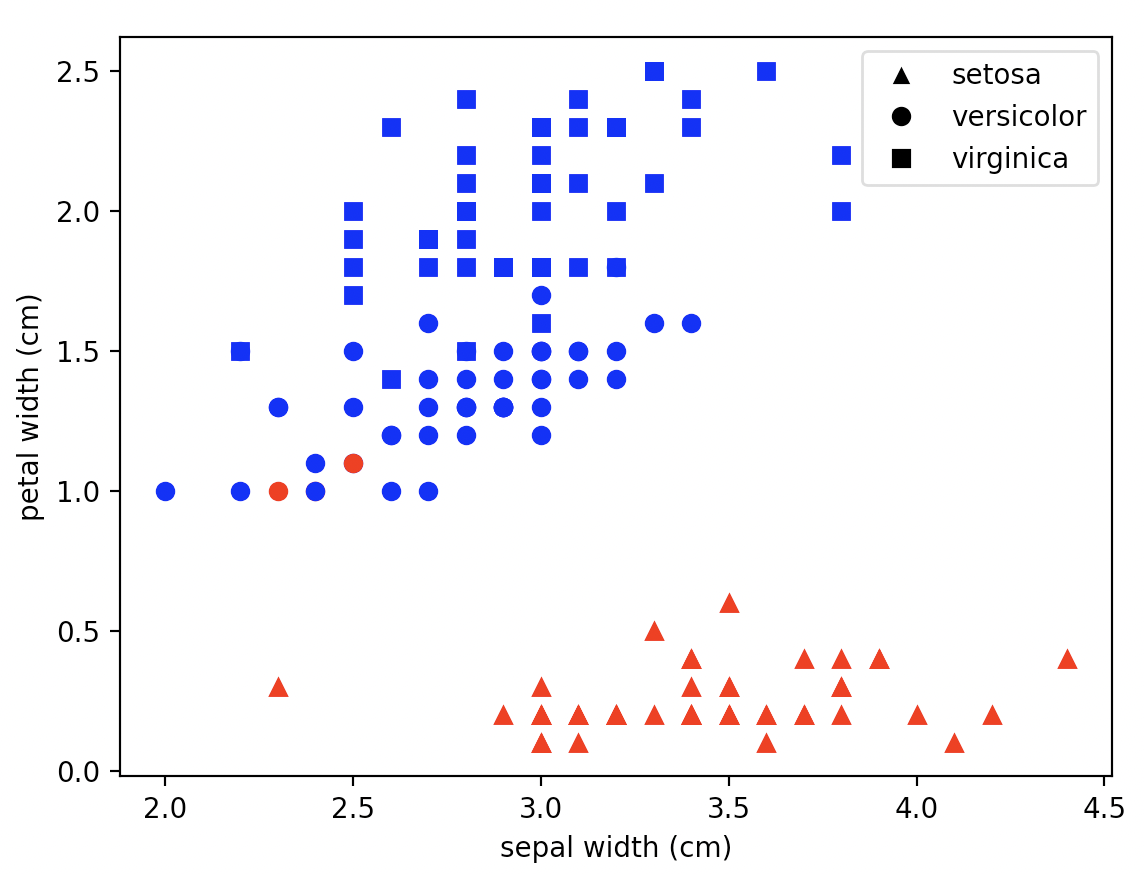 2.5
2.0
1.5
1.0
0.5
0.0
petal width (cm)
setosa
versicolor
virginica
2.0 2.5 3.0 3.5 4.0 4.5
sepal width (cm)